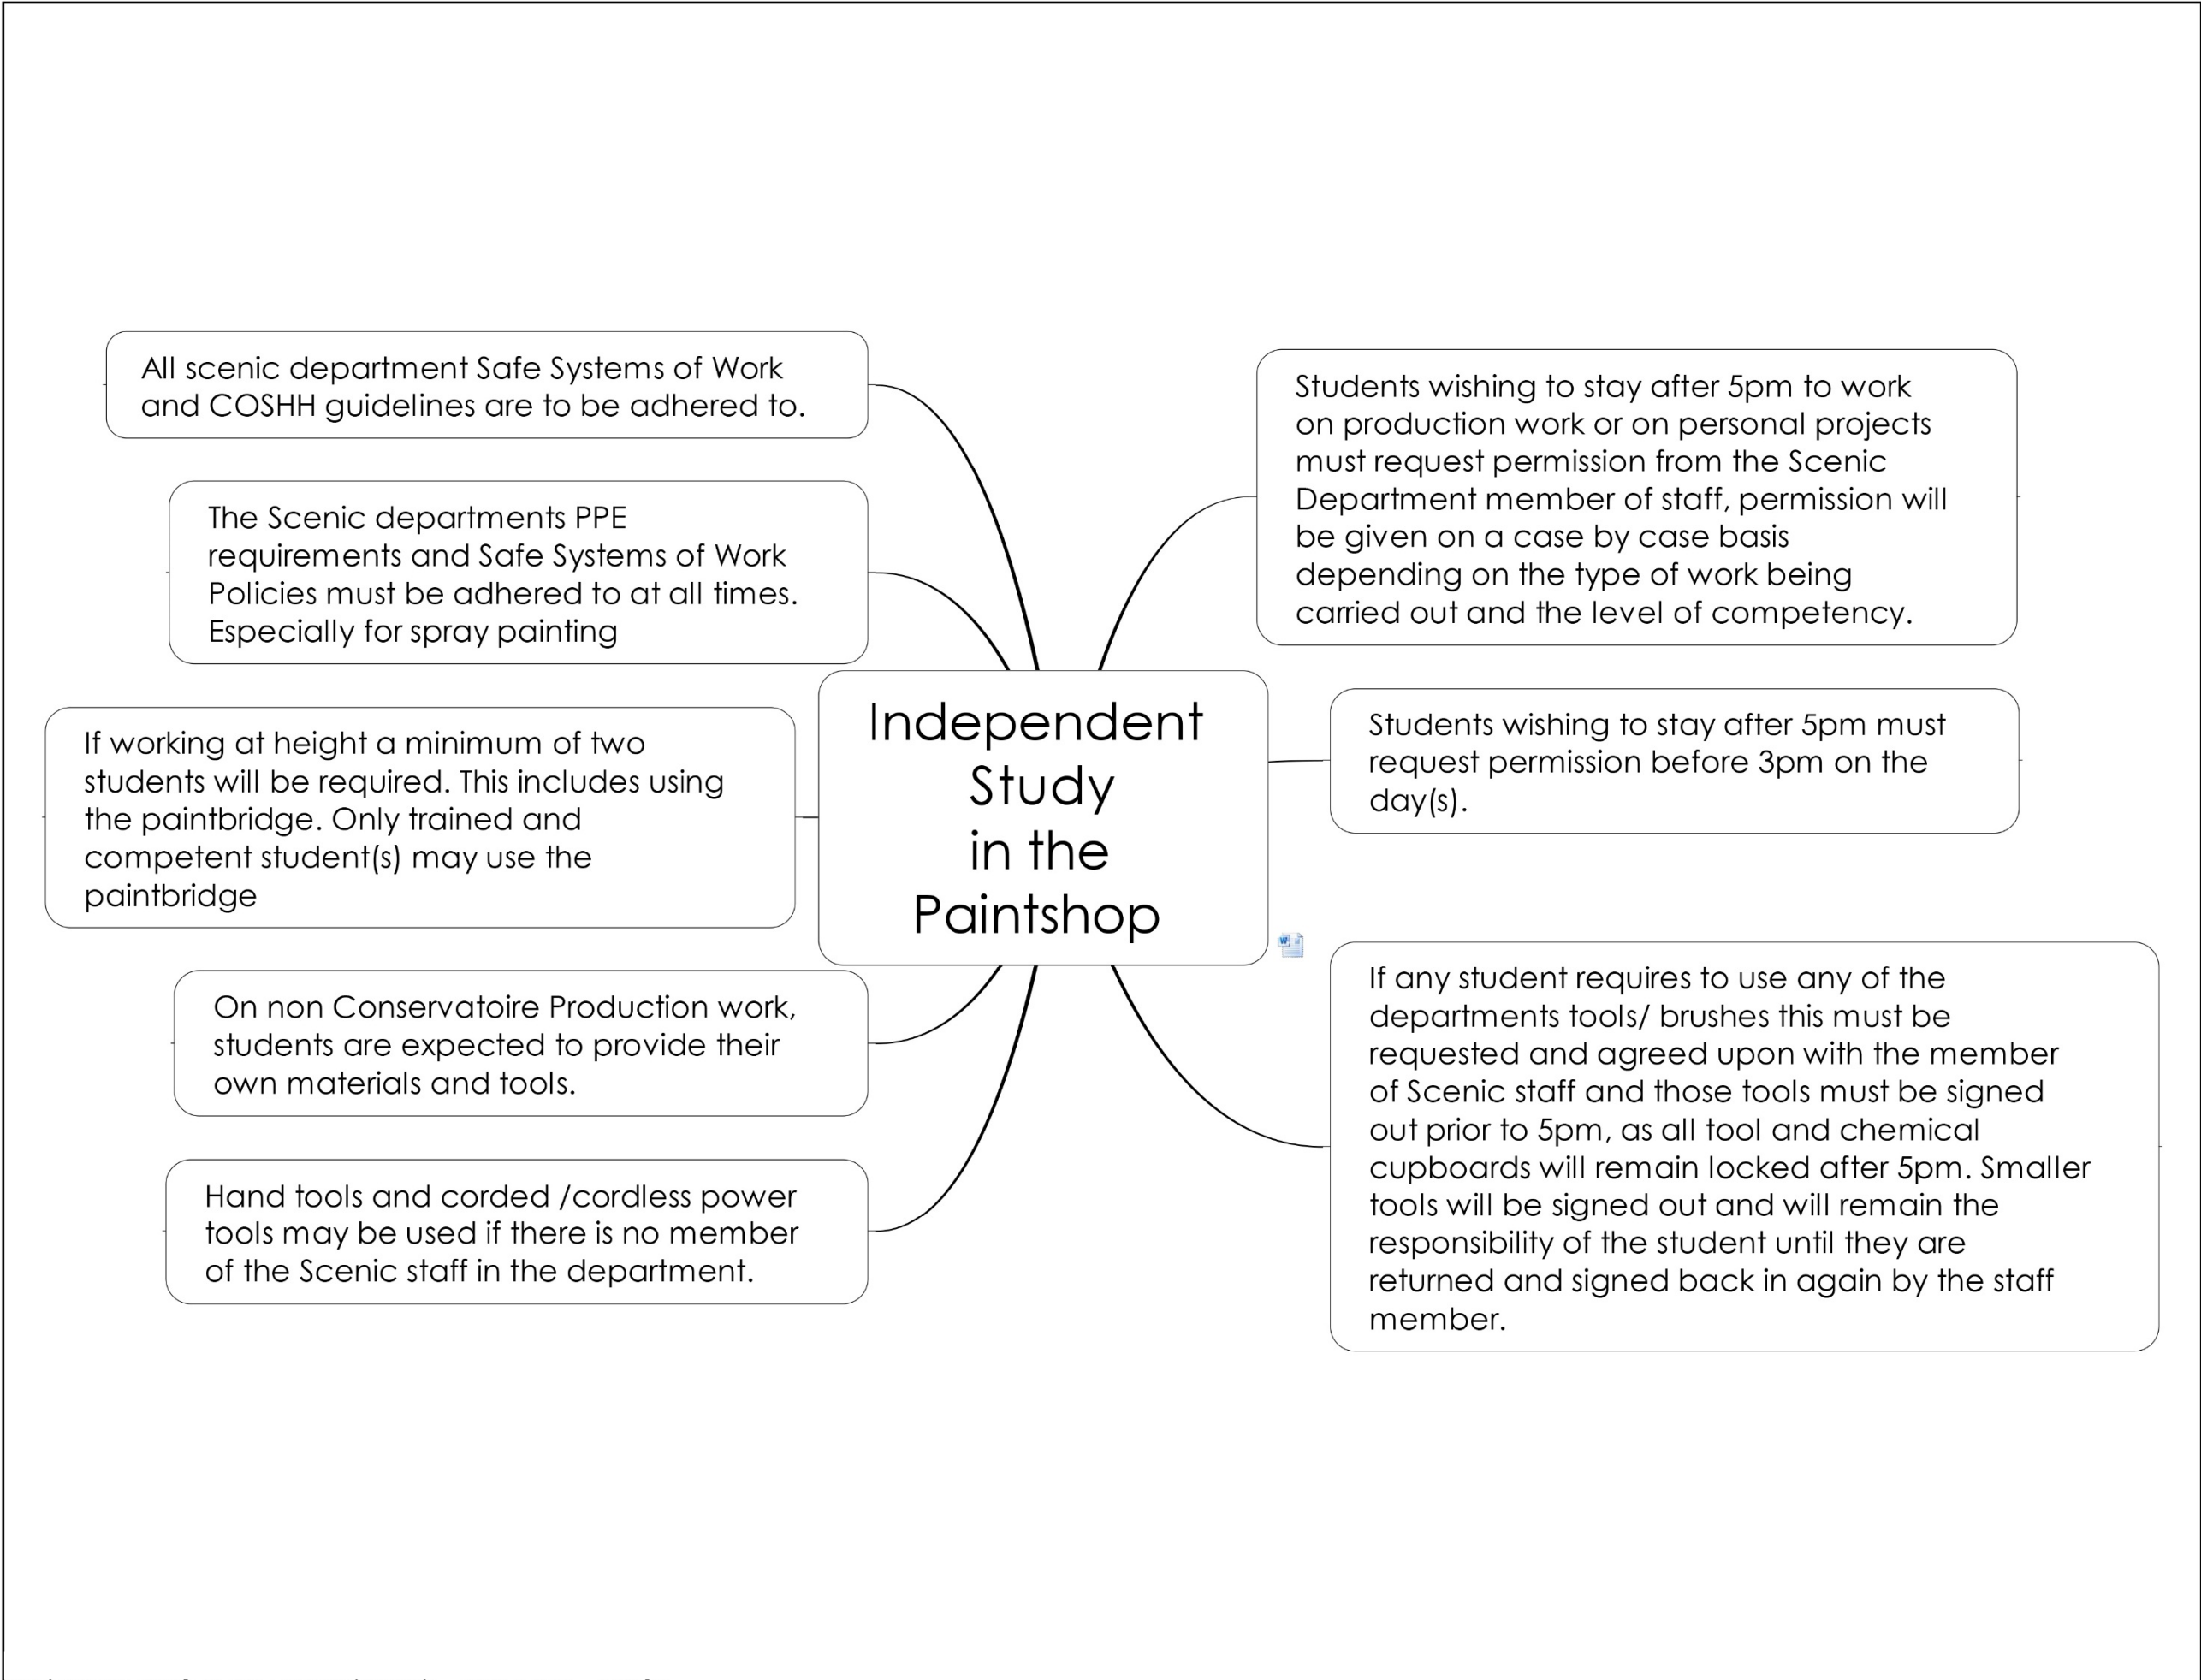 All scenic department Safe Systems of Work
and COSHH guidelines are to be adhered to.
The Scenic departments PPE
requirements and Safe Systems of Work
Policies must be adhered to at all times.
Especially for spray painting
If working at height a minimum of two
students will be required. This includes using
the paintbridge. Only trained and
competent student(s) may use the
paintbridge
On non Conservatoire Production work,
students are expected to provide their
own materials and tools.
Hand tools and corded /cordless power
tools may be used if there is no member
of the Scenic staff in the department.
Independent
Study
in the
Paintshop
Students wishing to stay after 5pm to work
on production work or on personal projects
must request permission from the Scenic
Department member of staff, permission will
be given on a case by case basis
depending on the type of work being
carried out and the level of competency.
Students wishing to stay after 5pm must
request permission before 3pm on the
day(s).
If any student requires to use any of the
departments tools/ brushes this must be
requested and agreed upon with the member
of Scenic staff and those tools must be signed
out prior to 5pm, as all tool and chemical
cupboards will remain locked after 5pm. Smaller
tools will be signed out and will remain the
responsibility of the student until they are
returned and signed back in again by the staff
member.